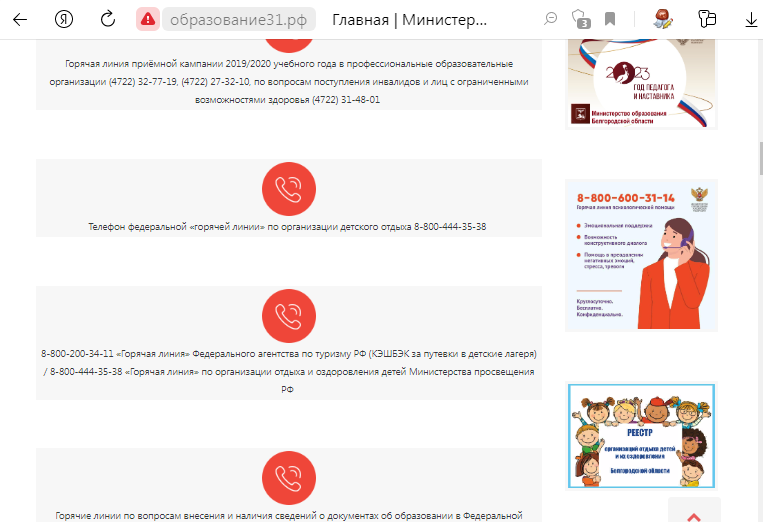 образование31.рф
Главная | Министер...
3
Горячая линия приёмной кампании 2019/2020 учебного года в профессиональные образовательные
организации (4722) 32-77-19, (4722) 27-32-10, по вопросам поступления инвалидов и лиц с ограниченными
возможностями здоровья (4722) 31-48-01
Телефон федеральной «горячей линии» по организации детского отдыха 8-800-444-35-38
8-800-200-34-11 «Горячая линия» Федерального агентства по туризму РФ (КЭШБЭК за путевки в детские лагеря)
/ 8-800-444-35-38 «Горячая линия» по организации отдыха и оздоровления детей Министерства просвещения
РФ
Горячие линии по вопросам внесения и наличия сведений о документах об образовании в Федеральной
2023
ГОД ПЕДАГОГА
И НАСТАВНИКА
Министерство образования
Белгородской области
8-800-600-31-14
Горячая линия психологической помощи
Эмоциональная поддержка
Возможность
конструктивного диалога
Помощь в преодолении
негативных эмоций,
стресса, тревоги
Круглосуточно.
Бесплатно.
Конфиденциально.
РЕЕСТР
организаций отдыха детей
и их оздоровления
Белгородской области